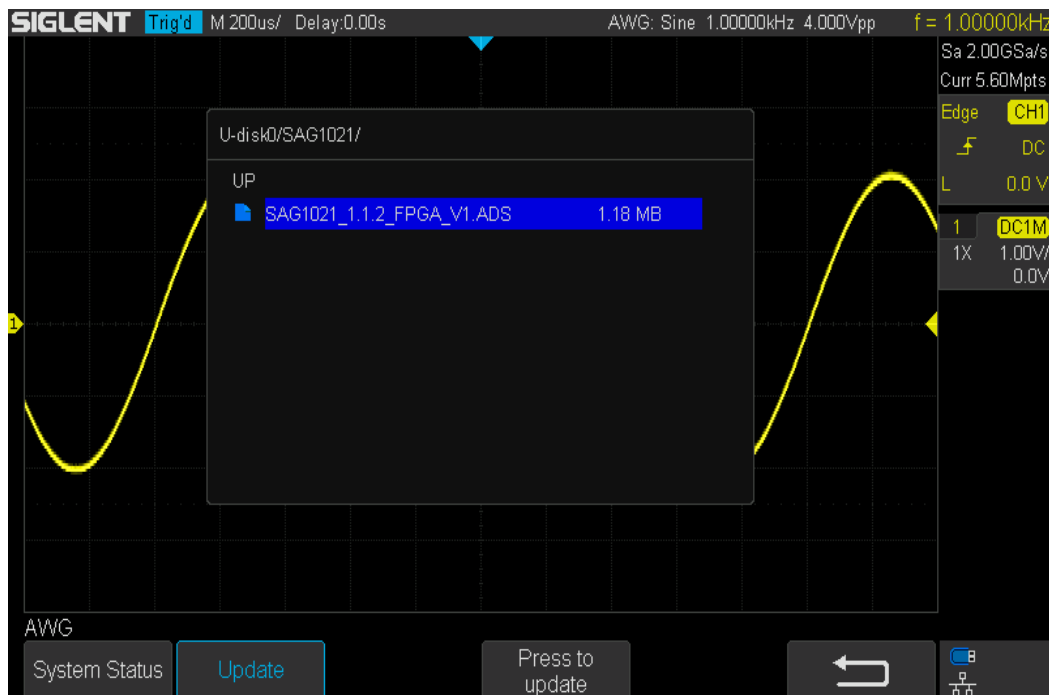 SIGLENT Trig'd M 200us/ Delay:0.00s AWG: Sine 1.00000kHz 4.000Vpp f = 1.00000kHz
Sa 2.00GSa/s
Curr 5.60Mpts
Edge CH1
DC
L 0.0 V
1 DC1M
1X 1.00V/
0.0V
U-disk0/SAG1021/
UP
SAG1021_1.1.2_FPGA_V1.ADS 1.18 MB
1
AWG
System Status
Update
Press to
update